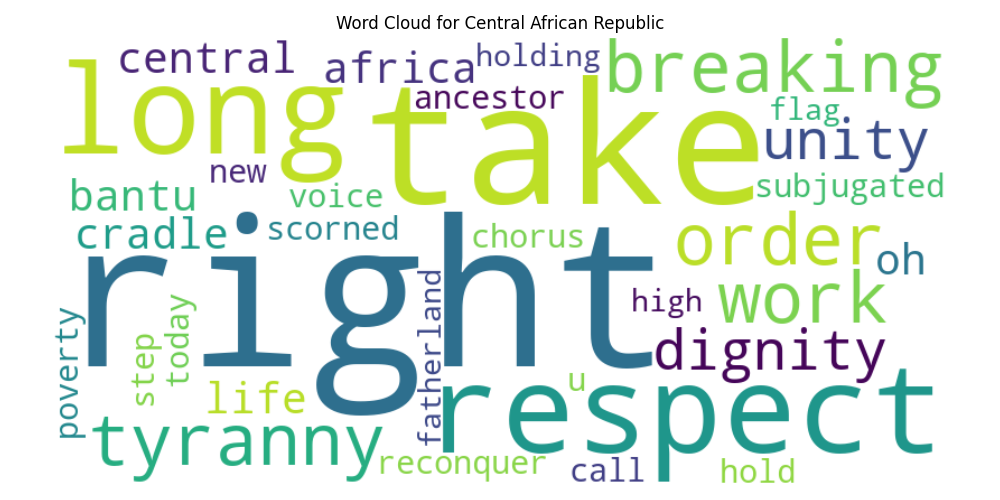 Word Cloud for Central African Republic
central
africa
holding
breaking
long
take
ancestor
flag
unity
new
bantu
voice
subjugated
cradle
scorned
chorus
order
oh
right
fatherland
high
work
poverty
step
today
dignity
life
u
respect
tyranny
reconquer
call
hold